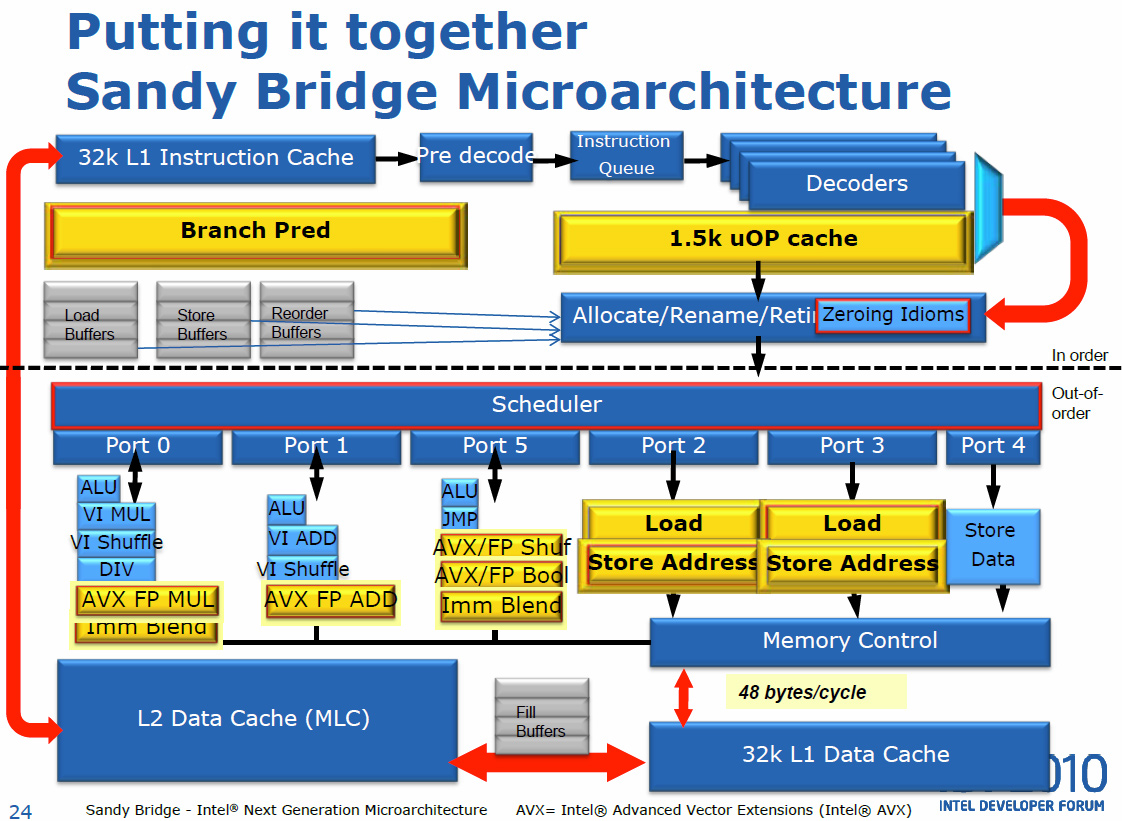 Putting it together
Sandy Bridge Microarchitecture
32k L1 Instruction Cache
Pre decode
Instruction
Queue
Decoders
Branch Pred
1.5k uOP cache
Load
Buffers
Store
Buffers
Reorder
Buffers
Allocate/Rename/Retir
Zeroing Idioms
In order
Out-of-
order
Scheduler
Port 0
Port 1
Port 5
Port 2
Port 3
Port 4
ALU
VI MUL
VI Shuffle
DIV
AVX FP MUL
Imm Blend
ALU
VI ADD
VI Shuffle
AVX FP ADD
ALU
JMP
AVX/FP Shuf
AVX/FP Bool
Imm Blend
Load
Store Address
Load
Store Address
Store
Data
Memory Control
48 bytes/cycle
L2 Data Cache (MLC)
Fill
Buffers
32k L1 Data Cache
2010
INTEL DEVELOPER FORUM
24
Sandy Bridge - Intel® Next Generation Microarchitecture
AVX= Intel® Advanced Vector Extensions (Intel® AVX)